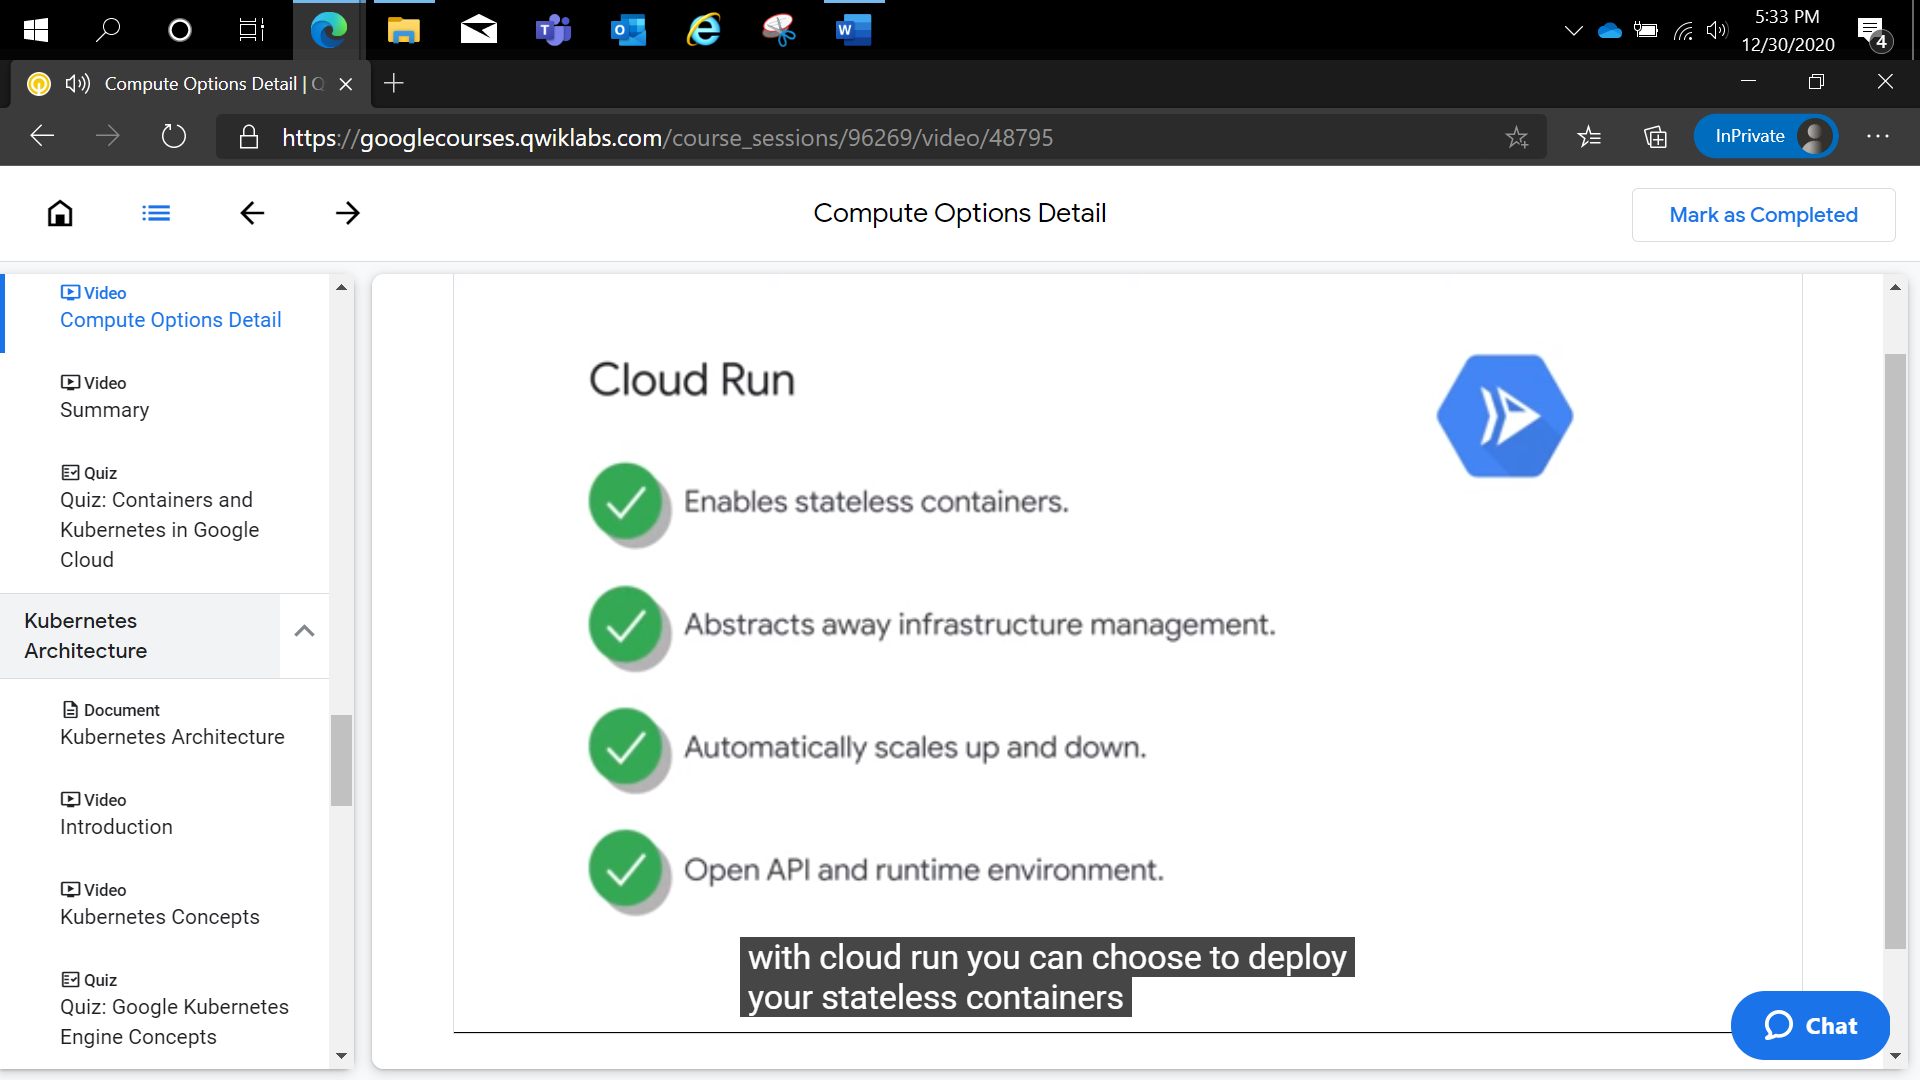 5:33 PM
12/30/2020
4
Compute Options Detail | Q
https://googlecourses.qwiklabs.com/course_sessions/96269/video/48795
InPrivate
Compute Options Detail
Mark as Completed
Video
Compute Options Detail
Video
Summary
Quiz
Quiz: Containers and
Kubernetes in Google
Cloud
Kubernetes
Architecture
Document
Kubernetes Architecture
Video
Introduction
Video
Kubernetes Concepts
Quiz
Quiz: Google Kubernetes
Engine Concepts
Cloud Run
Enables stateless containers.
Abstracts away infrastructure management.
Automatically scales up and down.
Open API and runtime environment.
with cloud run you can choose to deploy
your stateless containers
Chat